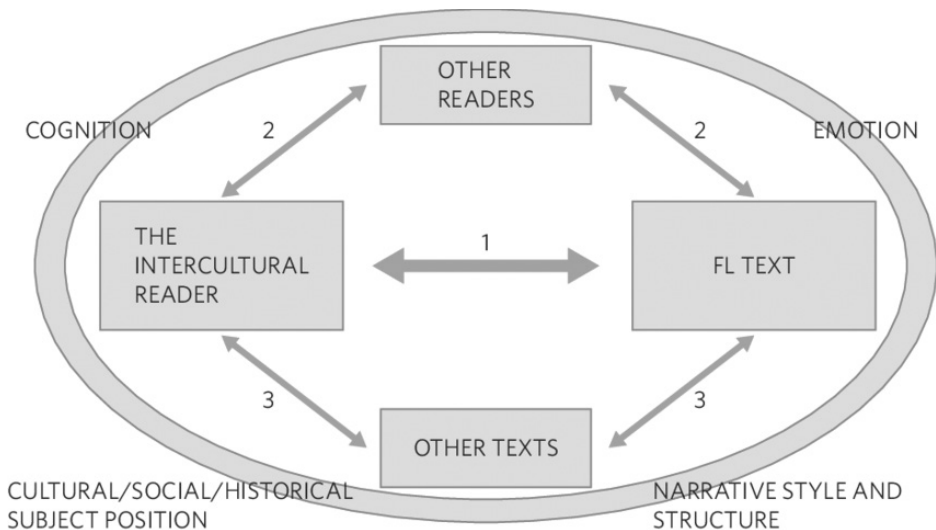 OTHER
READERS
COGNITION
2
2
EMOTION
THE
INTERCULTURAL
READER
1
FL TEXT
3
3
OTHER TEXTS
CULTURAL/SOCIAL/HISTORICAL
SUBJECT POSITION
NARRATIVE STYLE AND
STRUCTURE